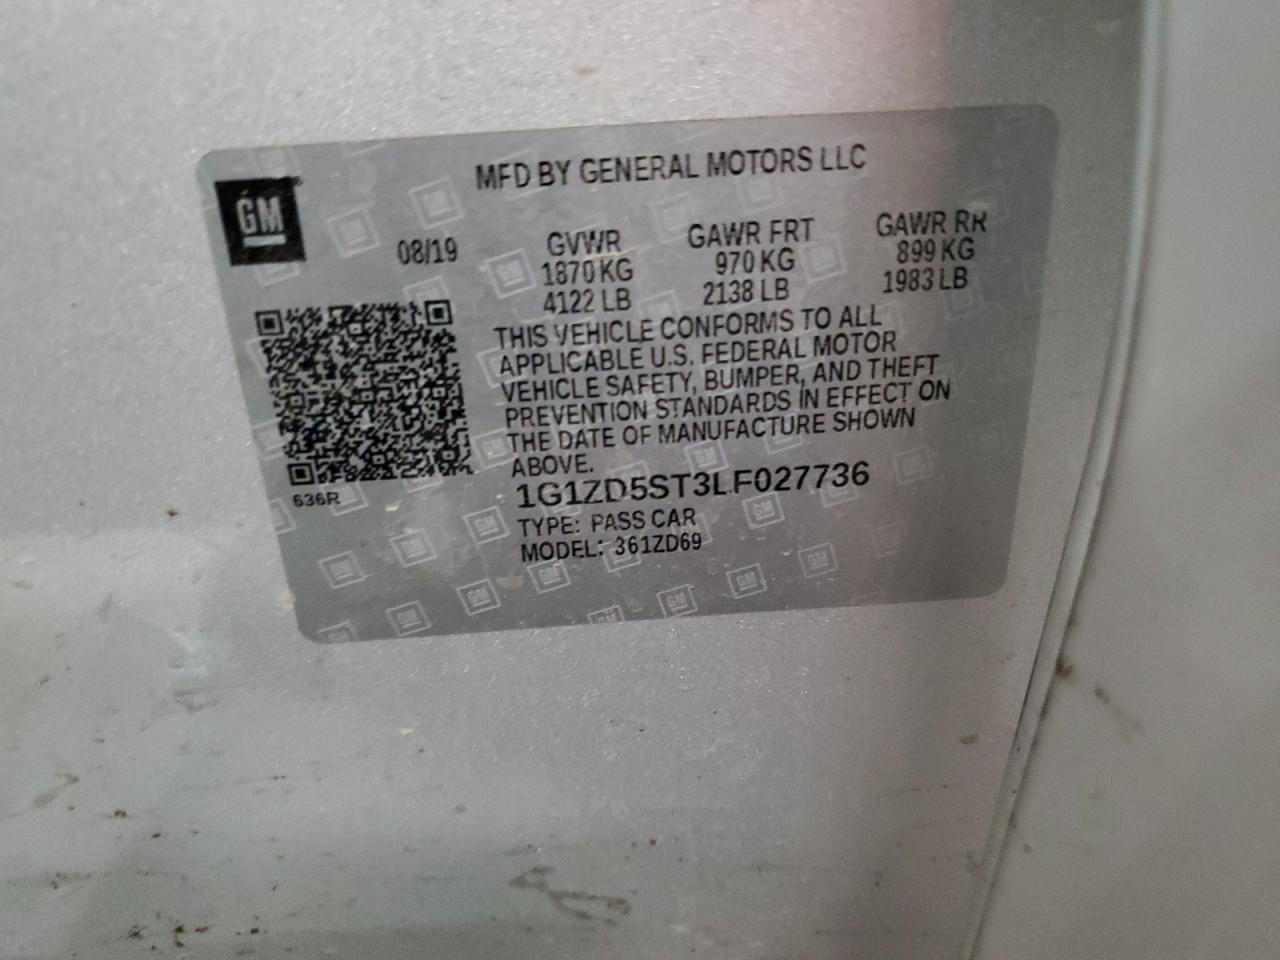 MFD BY GENERAL MOTORS LLC
GM
08/19 GVWR GAWR FRT GAWR RR
1870 KG 970 KG 899 KG
4122 LB 2138 LB 1983 LB
THIS VEHICLE CONFORMS TO ALL
APPLICABLE U.S. FEDERAL MOTOR
VEHICLE SAFETY, BUMPER, AND THEFT
PREVENTION STANDARDS IN EFFECT ON
THE DATE OF MANUFACTURE SHOWN
ABOVE.
636R
1G1ZD5ST3LF027736
TYPE: PASS CAR
MODEL: 361ZD69